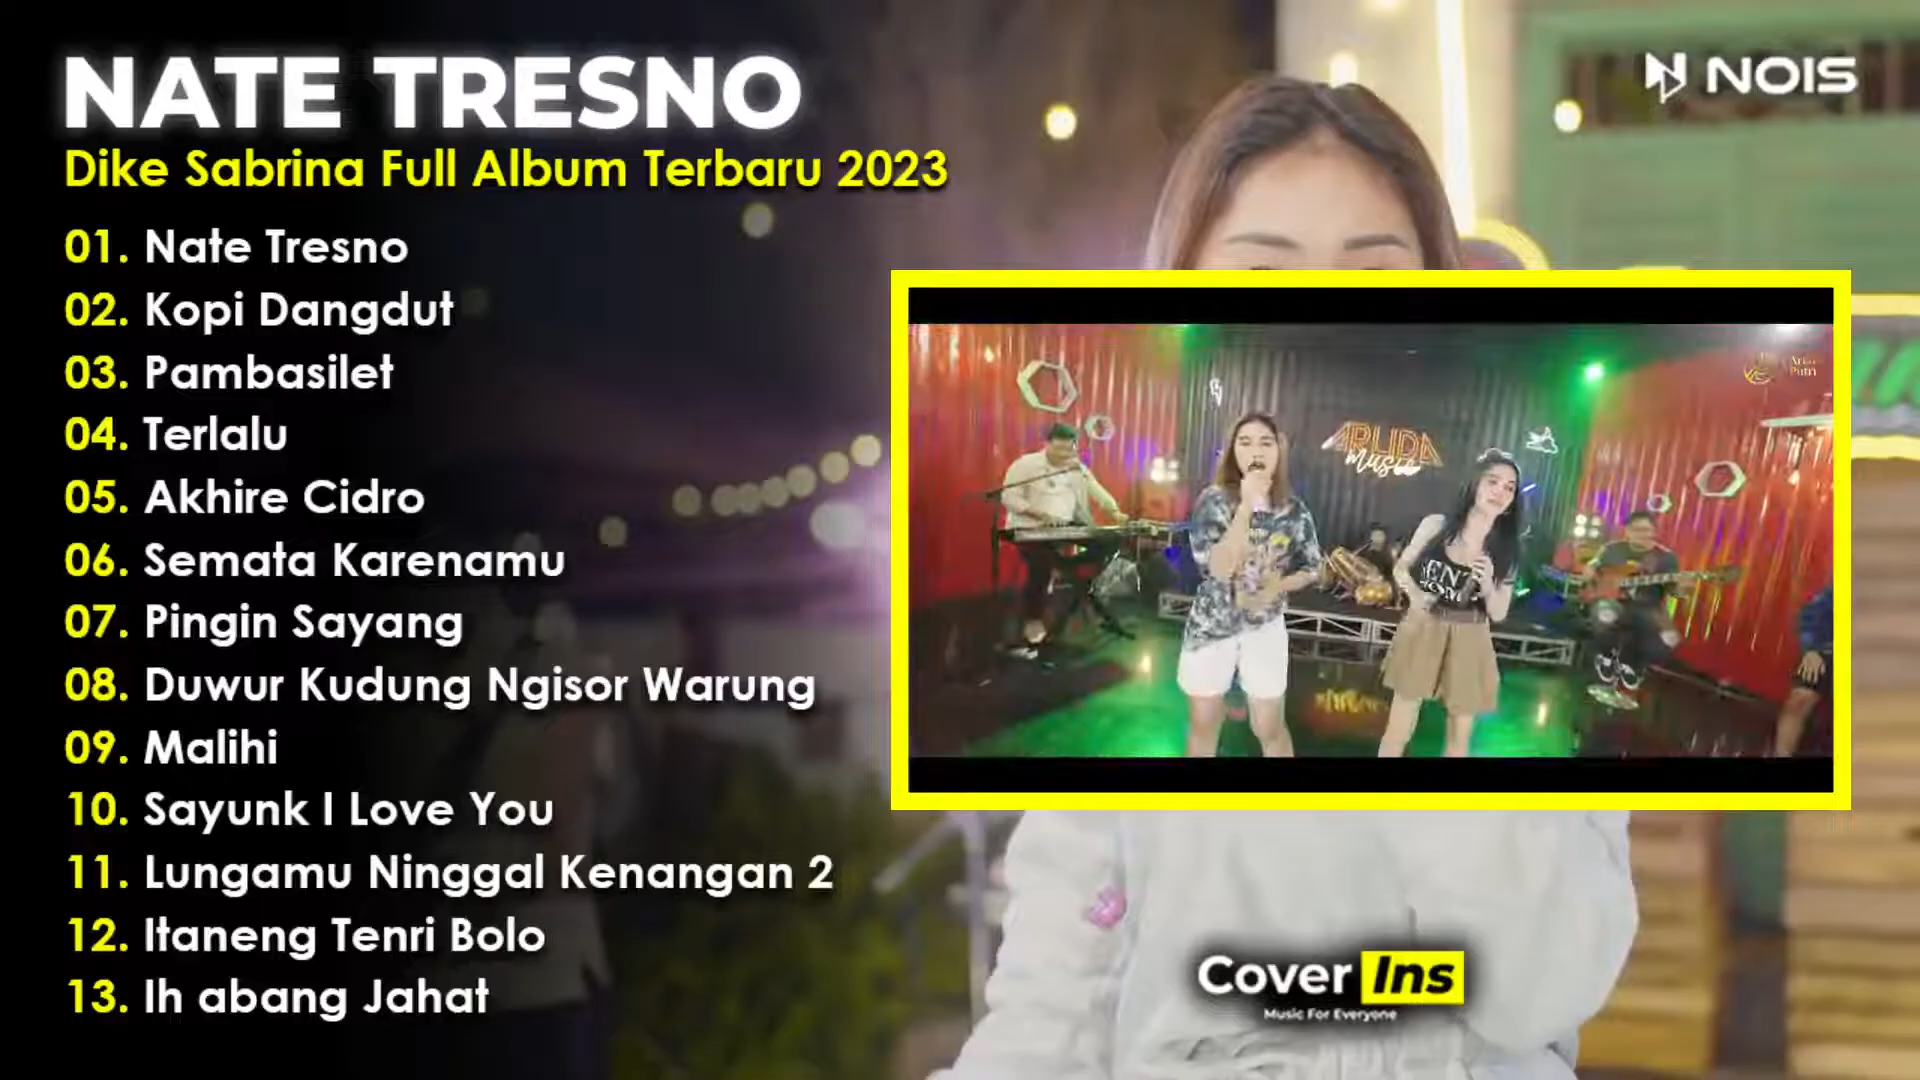 NATE TRESNO
Dike Sabrina Full Album Terbaru 2023
01. Nate Tresno
02. Kopi Dangdut
03. Pambasilet
04. Terlalu
05. Akhire Cidro
06. Semata Karenamu
07. Pingin Sayang
08. Duwur Kudung Ngisor Warung
09. Malihi
10. Sayunk I Love You
11. Lungamu Ninggal Kenangan 2
12. Itaneng Tenri Bolo
13. Ih abang Jahat
NOIS
ARUDA
music
Putri
Cover Ins
Music For Everyone